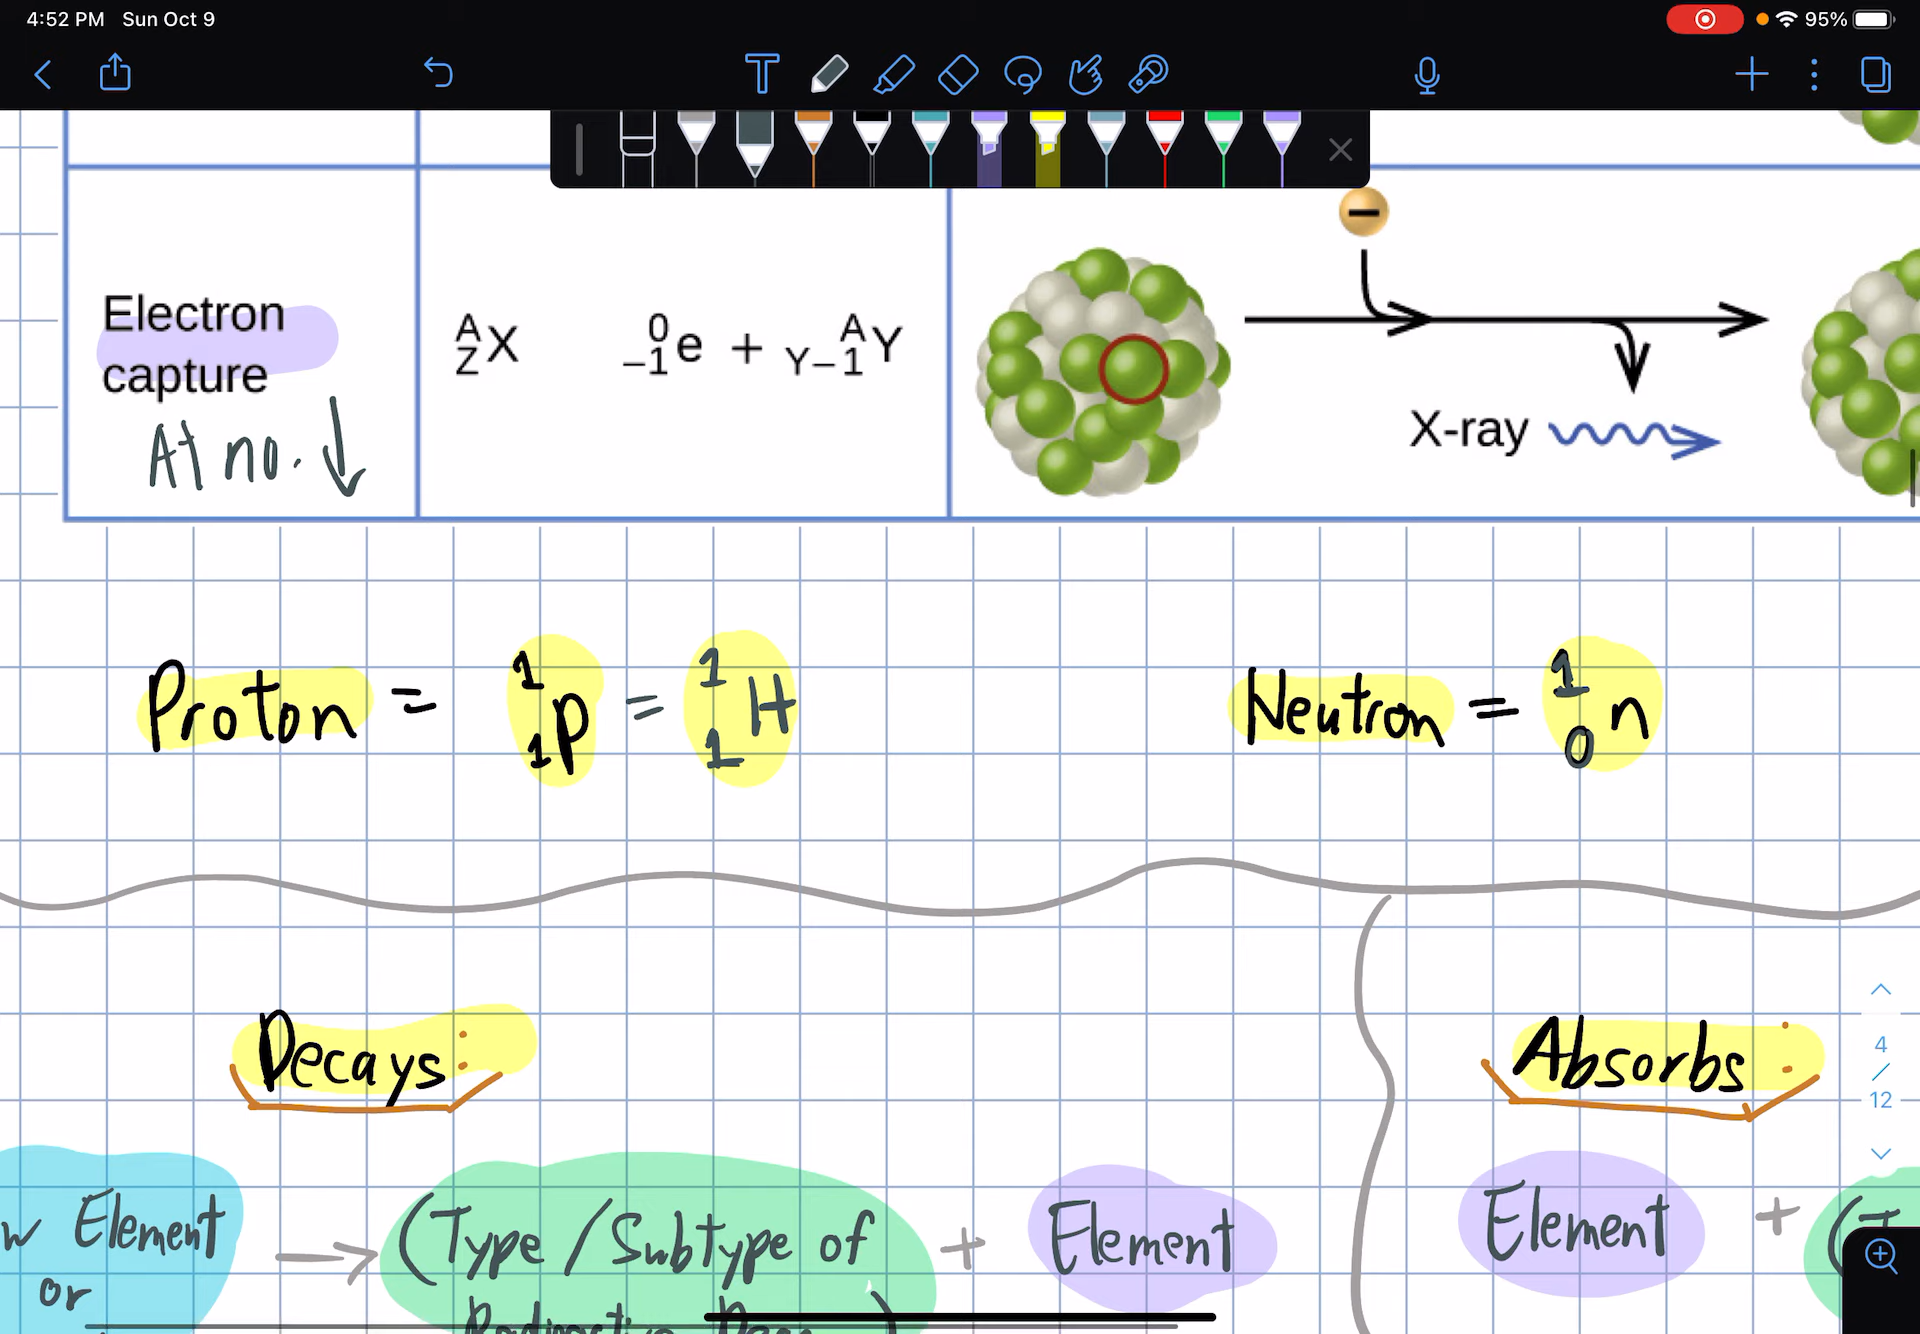 4:52 PM Sun Oct 9
95%
Electron
capture
At no. ↓
A
Z X
0
-1 e + A
Y-1 Y
X-ray
Proton = 1
1 p = 1
1 H
Neutron = 1
0 n
Decays :
Absorbs :
4
/
12
w Element
or
→ (Type / Subtype of
+ Element
Element + (T